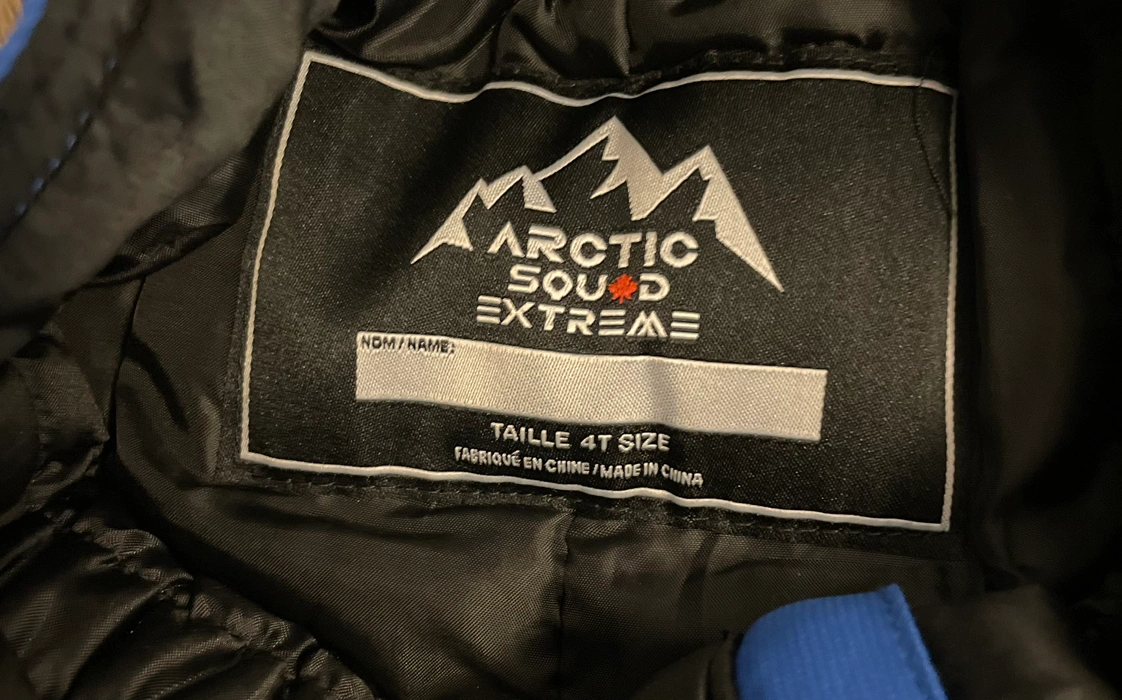 ARCTIC
SQUAD
EXTREME
NOM / NAME:
TAILLE 4T SIZE
FABRIQUÉ EN CHINE / MADE IN CHINA